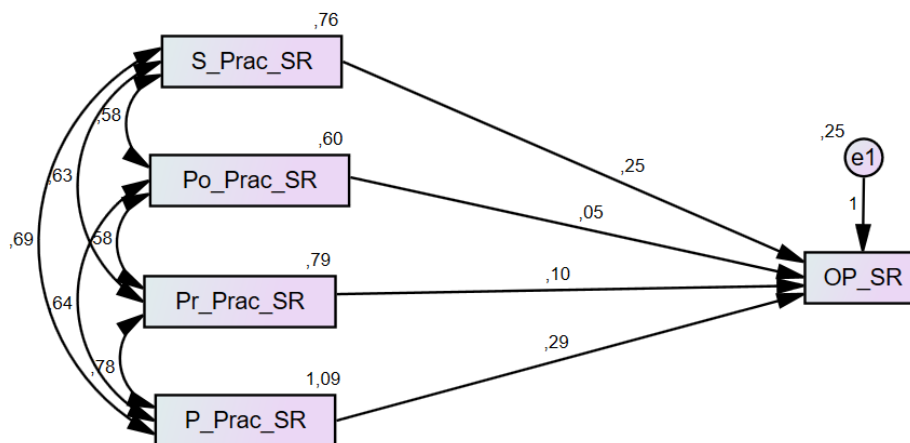 ,76
S_Prac_SR
,58
,60
,25
,25
e1
Po_Prac_SR
,63
,05
1
,69
,58
,79
,10
OP_SR
Pr_Prac_SR
,64
,29
,78
1,09
P_Prac_SR